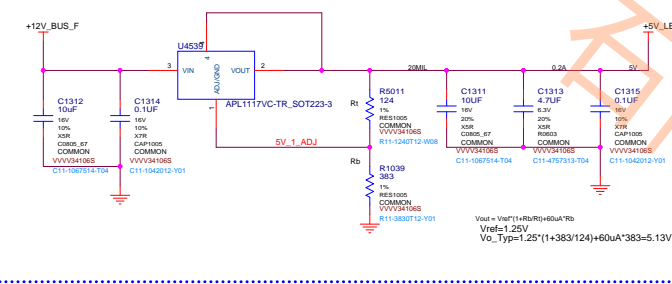 +12V_BUS_F
+5V_LE
U4539
4
3
VIN
ADJ/GND
VOUT
2
1
APL1117VC-TR_SOT223-3
20MIL
0.2A
5V
C1312
10uF
16V
10%
X5R
C0805_67
COMMON
VVVV34106S
C11-1067514-T04
C1314
0.1UF
16V
10%
X7R
CAP1005
COMMON
VVVV34106S
C11-1042012-Y01
5V_1_ADJ
Rt
R5011
124
1%
RES1005
COMMON
VVVV34106S
R11-1240T12-W08
Rb
R1039
383
1%
RES1005
COMMON
VVVV34106S
R11-3830T12-Y01
C1311
10UF
16V
20%
X5R
C0805_67
COMMON
VVVV34106S
C11-1067514-T04
C1313
4.7UF
6.3V
20%
X5R
R0603
COMMON
VVVV34106S
C11-4757313-T04
C1315
0.1UF
16V
10%
X7R
CAP1005
COMMON
VVVV34106S
C11-1042012-Y01
Vout = Vref*(1+Rb/Rt)+60uA*Rb
Vref=1.25V
Vo_Typ=1.25*(1+383/124)+60uA*383=5.13V